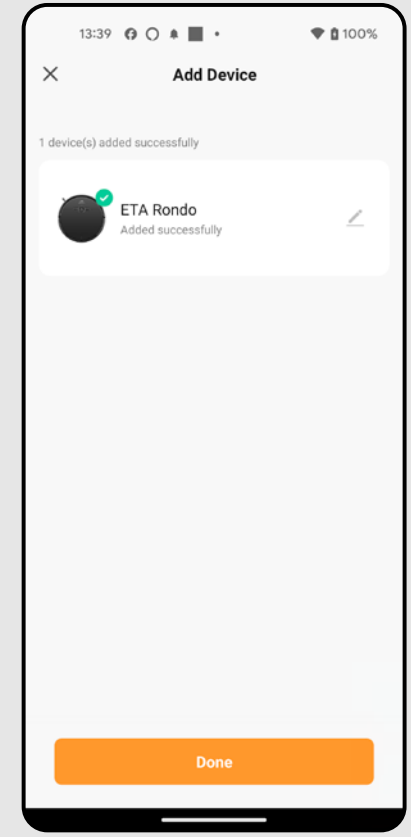 13:39 100%
Add Device
1 device(s) added successfully
ETA Rondo
Added successfully
Done